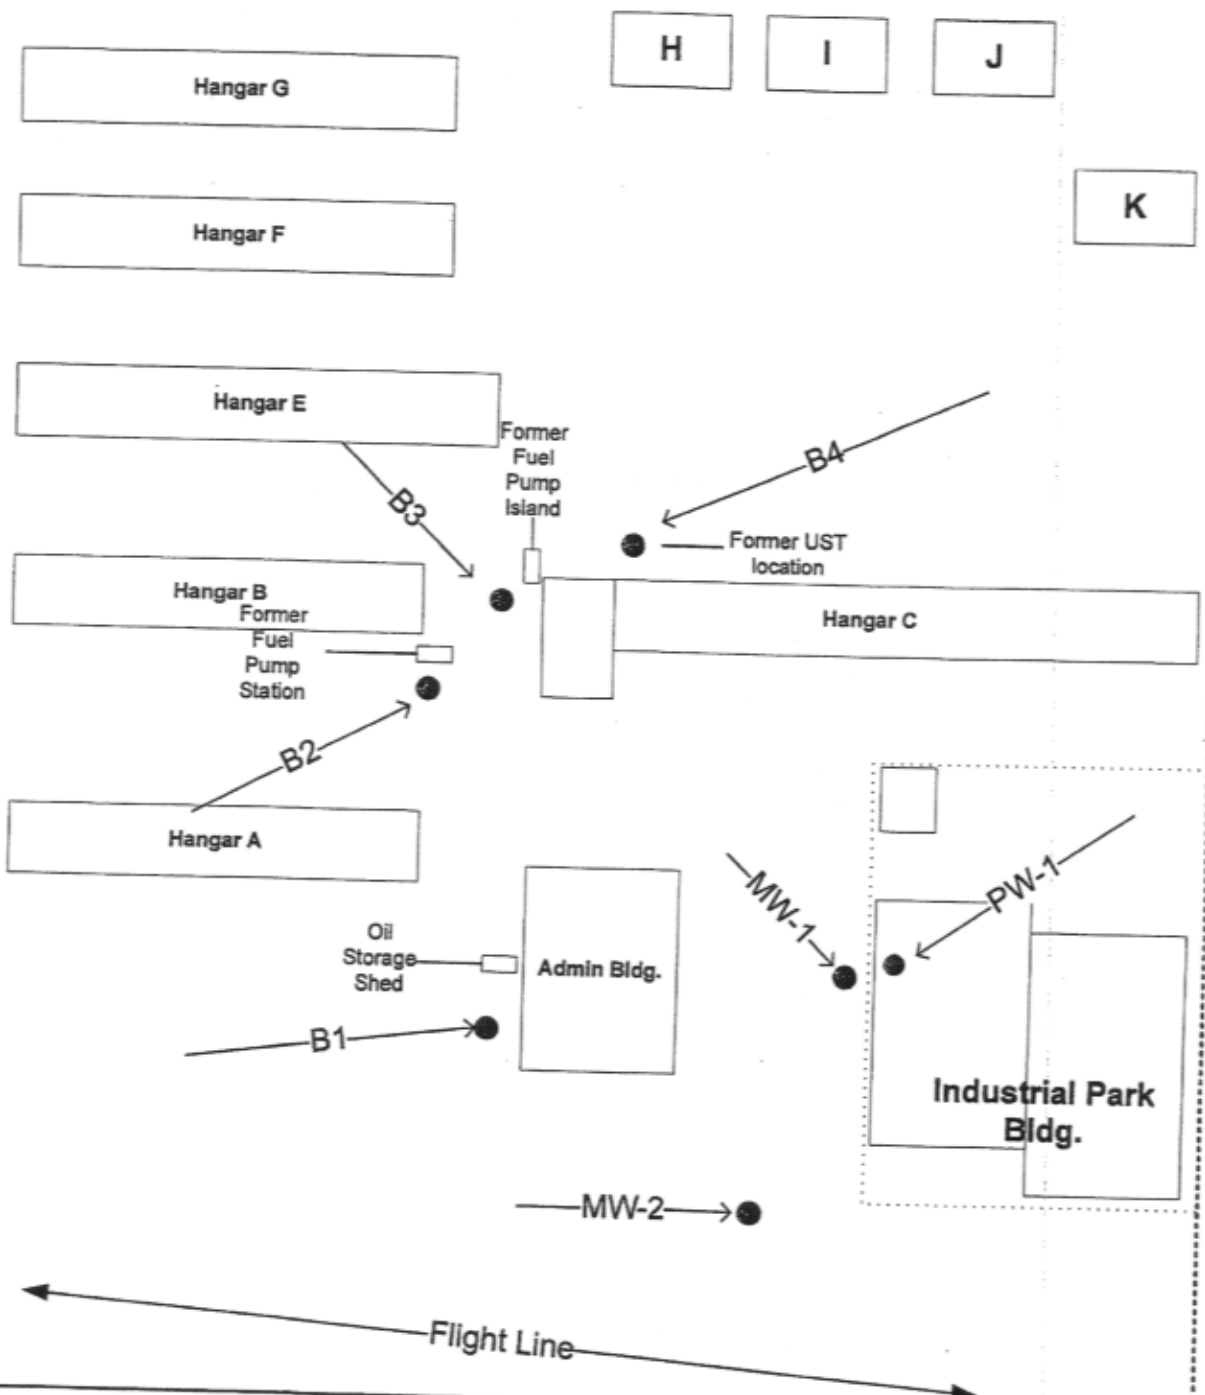 H
I
J
Hangar G
K
Hangar F
Hangar E
Former
Fuel
Pump
Island
B4
B3
Former UST
location
Hangar B
Former
Fuel
Pump
Station
Hangar C
B2
Hangar A
MW-1
PW-1
Oil
Storage
Shed
Admin Bldg.
B1
Industrial Park
Bldg.
MW-2
Flight Line